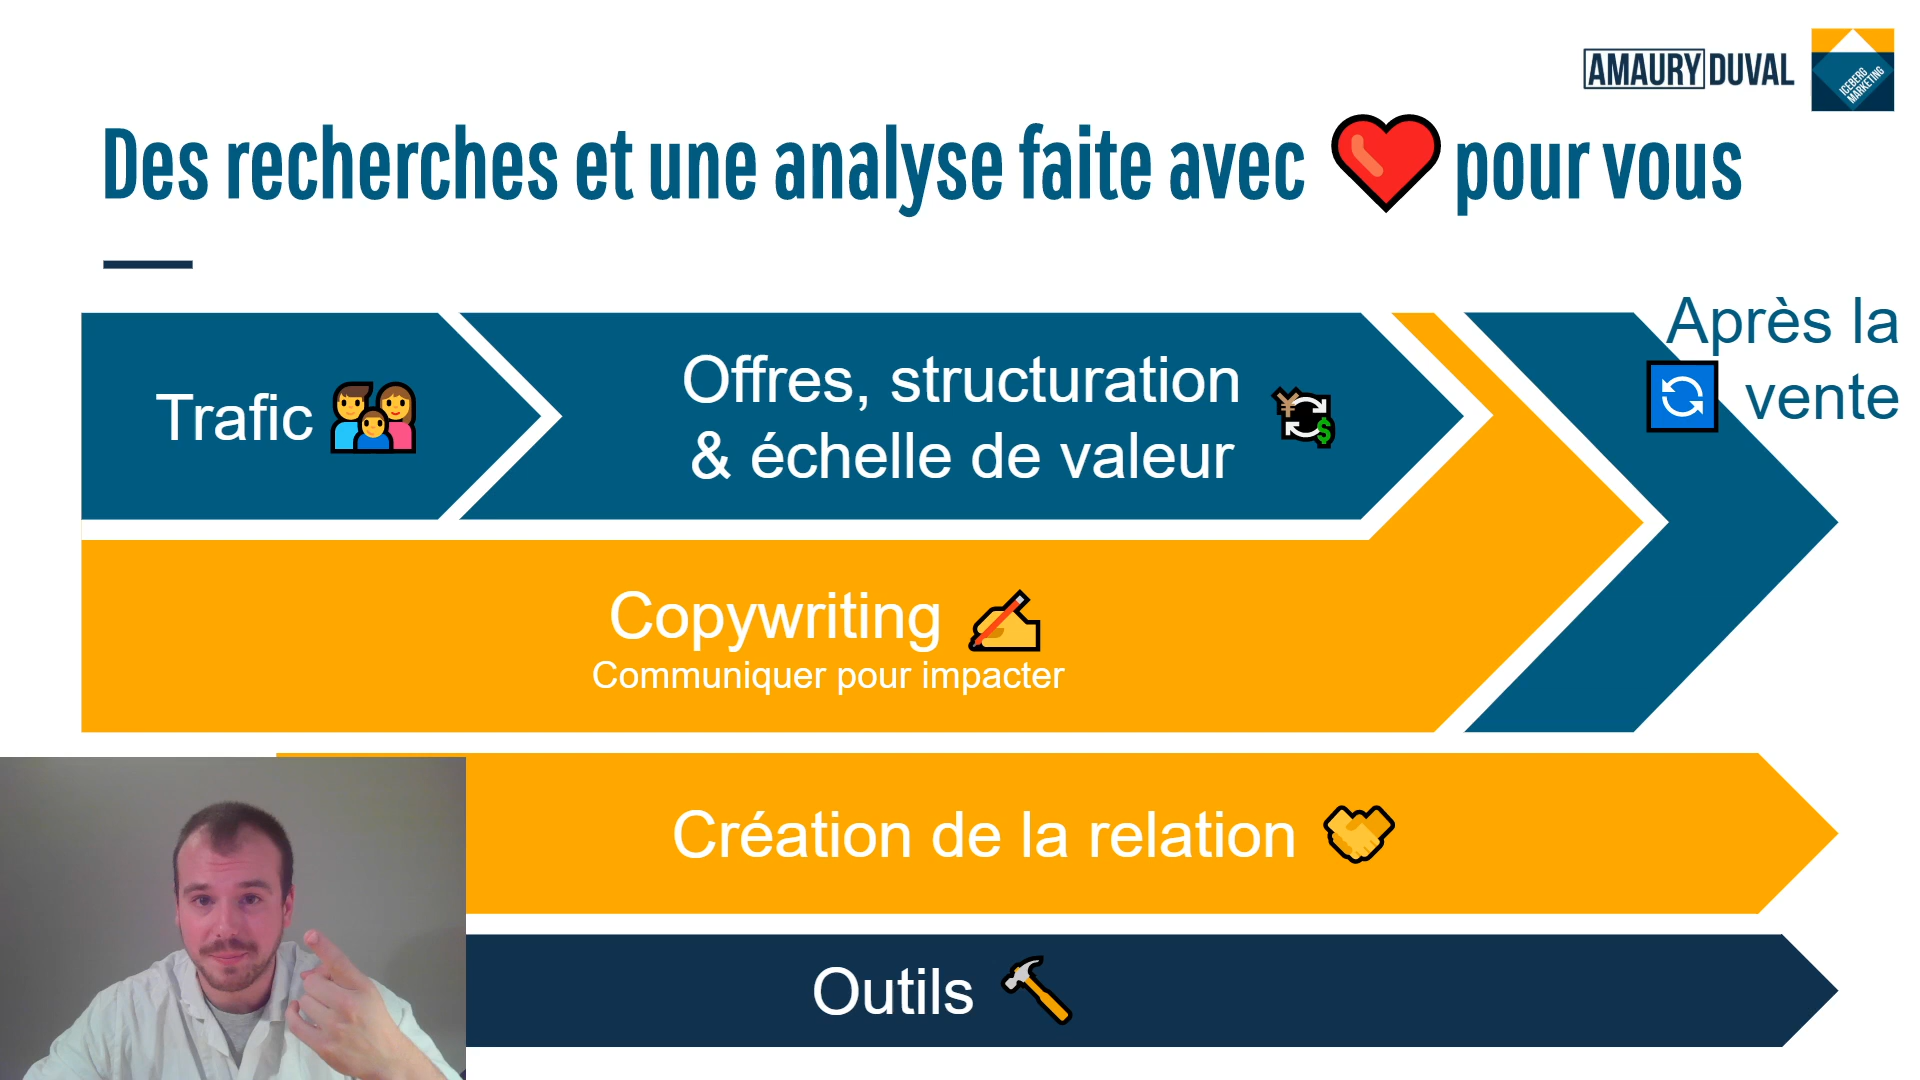 AMAURY DUVAL
ICEBERG
MARKETING
Des recherches et une analyse faite avec ❤️ pour vous
Trafic
Offres, structuration
& échelle de valeur
Après la
vente
Copywriting
Communiquer pour impacter
Création de la relation
Outils